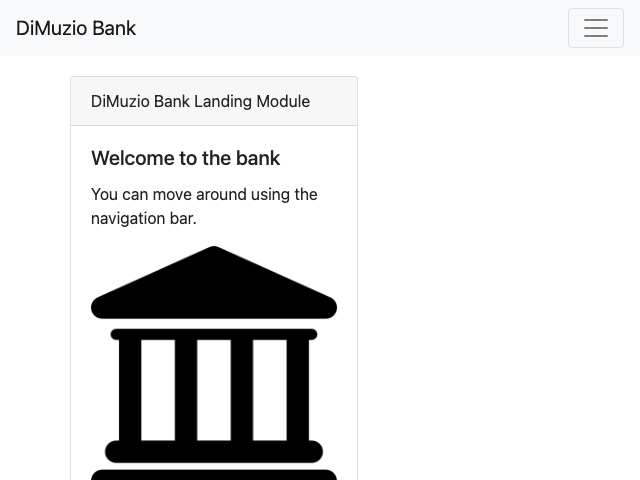 DiMuzio Bank
DiMuzio Bank Landing Module
Welcome to the bank
You can move around using the
navigation bar.